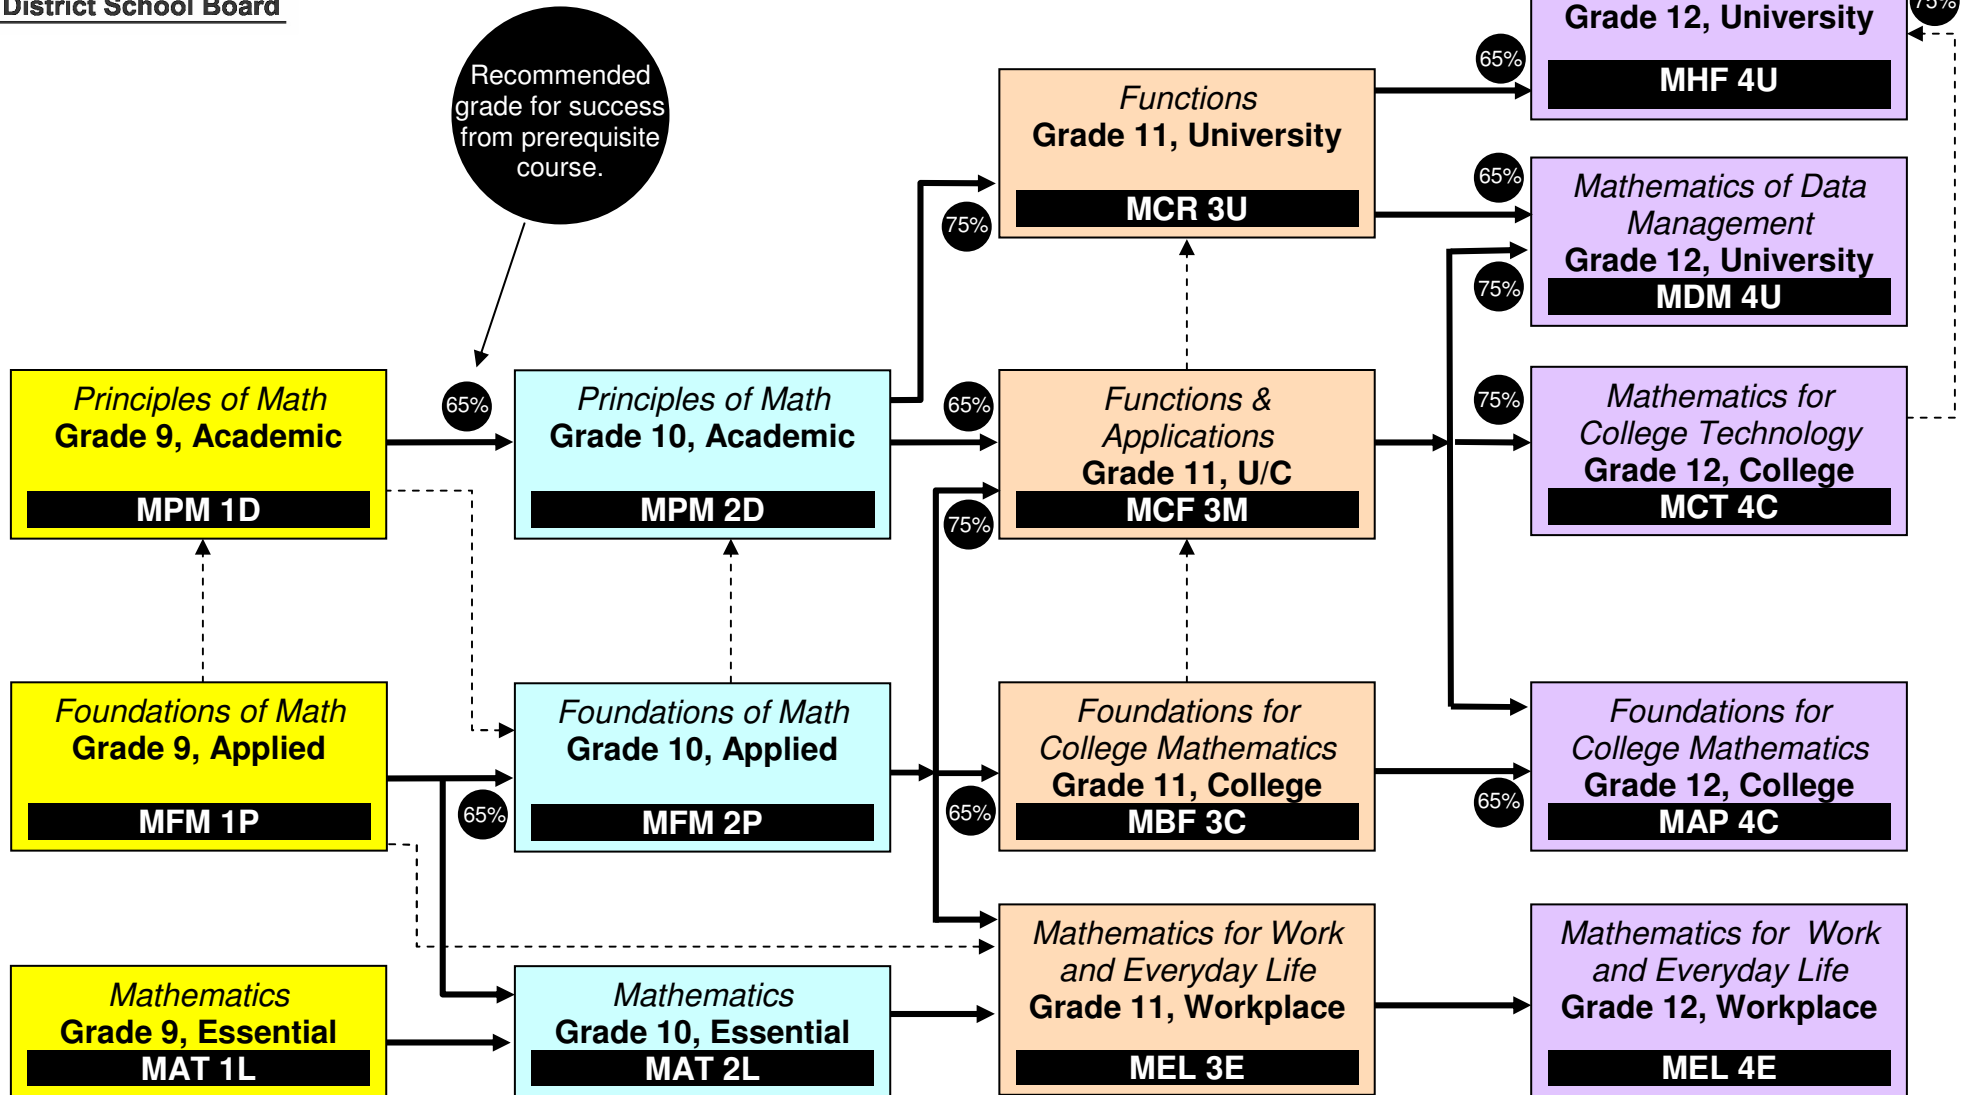 District School Board
Recommended
grade for success
from prerequisite
course.
Principles of Math
Grade 9, Academic
MPM 1D
65%
Foundations of Math
Grade 9, Applied
MFM 1P
65%
Mathematics
Grade 9, Essential
MAT 1L
Principles of Math
Grade 10, Academic
MPM 2D
75%
65%
Foundations of Math
Grade 10, Applied
MFM 2P
75%
65%
Mathematics
Grade 10, Essential
MAT 2L
Functions
Grade 11, University
MCR 3U
65%
65%
Functions &
Applications
Grade 11, U/C
MCF 3M
75%
75%
Foundations for
College Mathematics
Grade 11, College
MBF 3C
65%
Mathematics for Work
and Everyday Life
Grade 11, Workplace
MEL 3E
Grade 12, University
MHF 4U
75%
Mathematics of Data
Management
Grade 12, University
MDM 4U
Mathematics for
College Technology
Grade 12, College
MCT 4C
Foundations for
College Mathematics
Grade 12, College
MAP 4C
Mathematics for Work
and Everyday Life
Grade 12, Workplace
MEL 4E